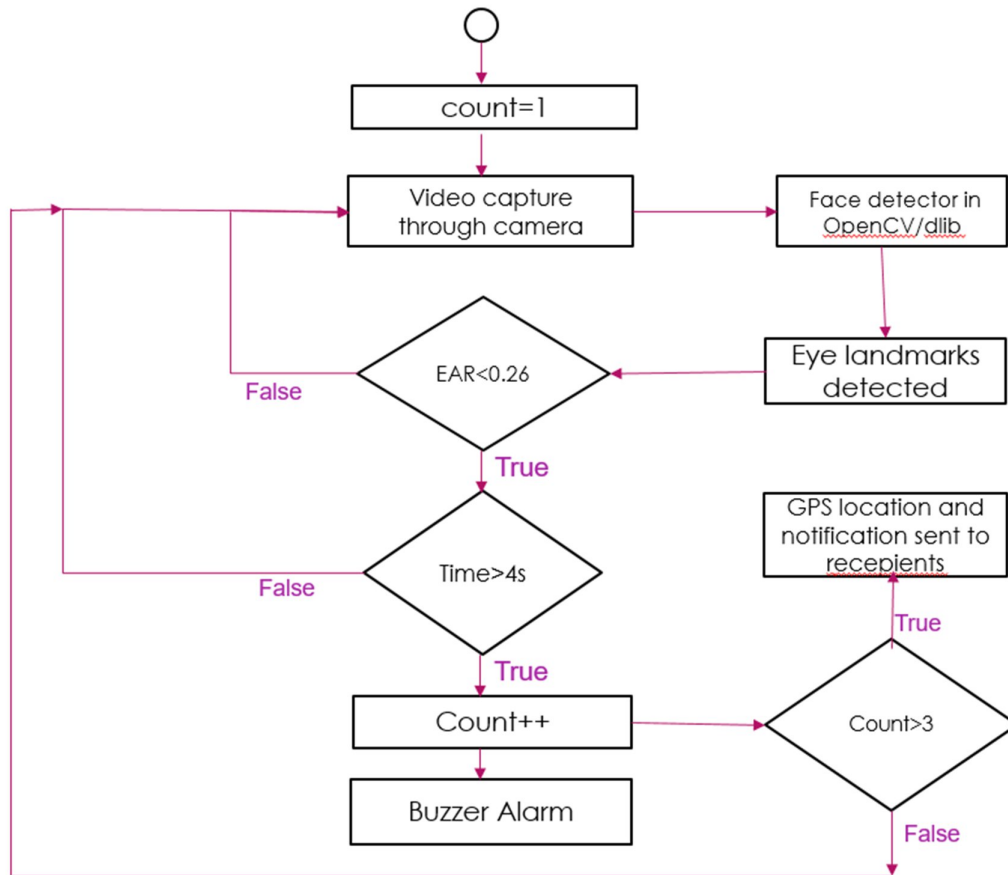 count=1
Video capture
through camera
Face detector in
OpenCV/dlib
Eye landmarks
detected
EAR<0.26
False
True
Time>4s
False
True
GPS location and
notification sent to
recepients
True
Count++
Count>3
False
Buzzer Alarm